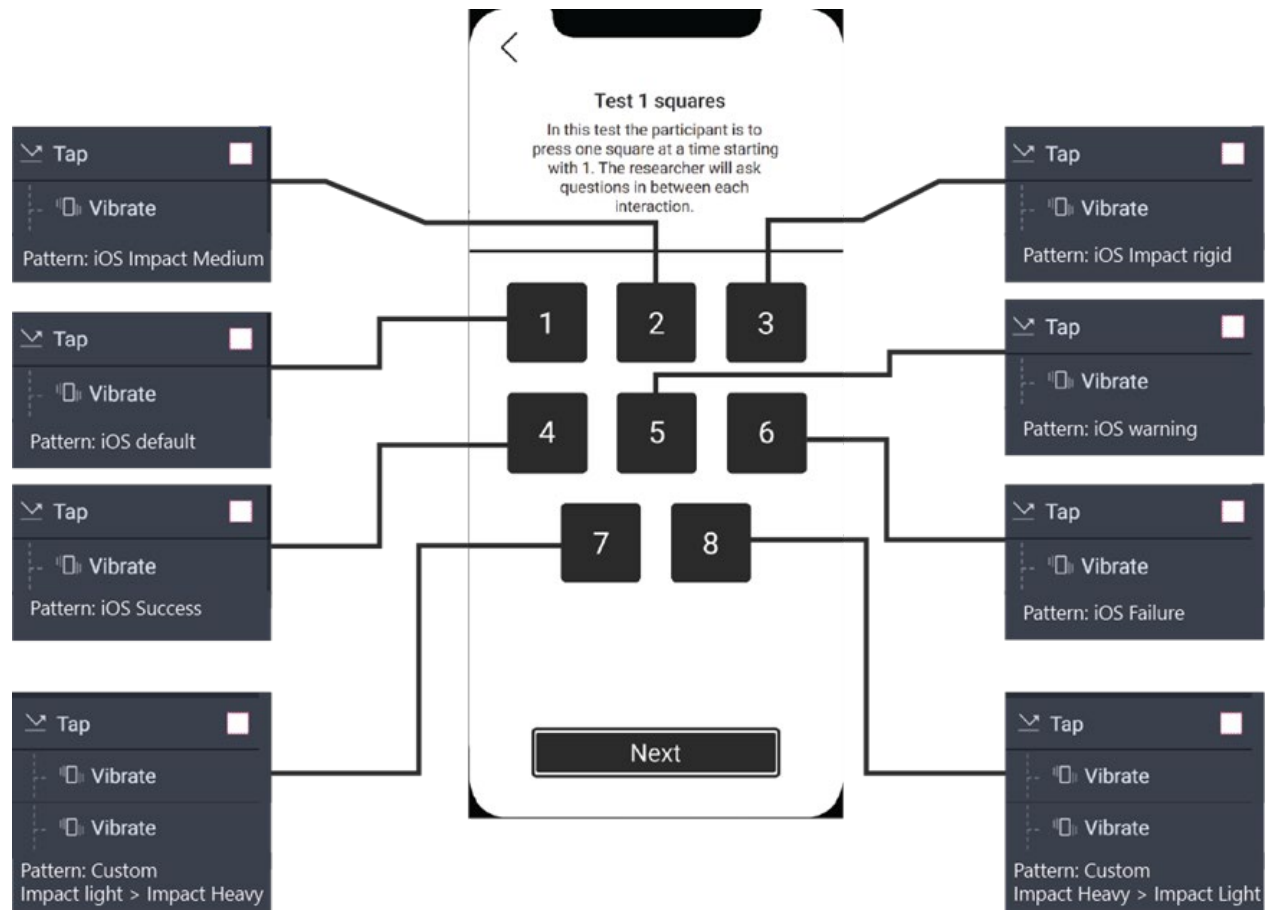 Test 1 squares
In this test the participant is to
press one square at a time starting
with 1. The researcher will ask
questions in between each
interaction.
Tap
Vibrate
Pattern: iOS Impact Medium
Tap
Vibrate
Pattern: iOS default
Tap
Vibrate
Pattern: iOS Success
Tap
Vibrate
Vibrate
Pattern: Custom
Impact light > Impact Heavy
1 2 3
4 5 6
7 8
Next
Tap
Vibrate
Pattern: iOS Impact rigid
Tap
Vibrate
Pattern: iOS warning
Tap
Vibrate
Pattern: iOS Failure
Tap
Vibrate
Vibrate
Pattern: Custom
Impact Heavy > Impact Light